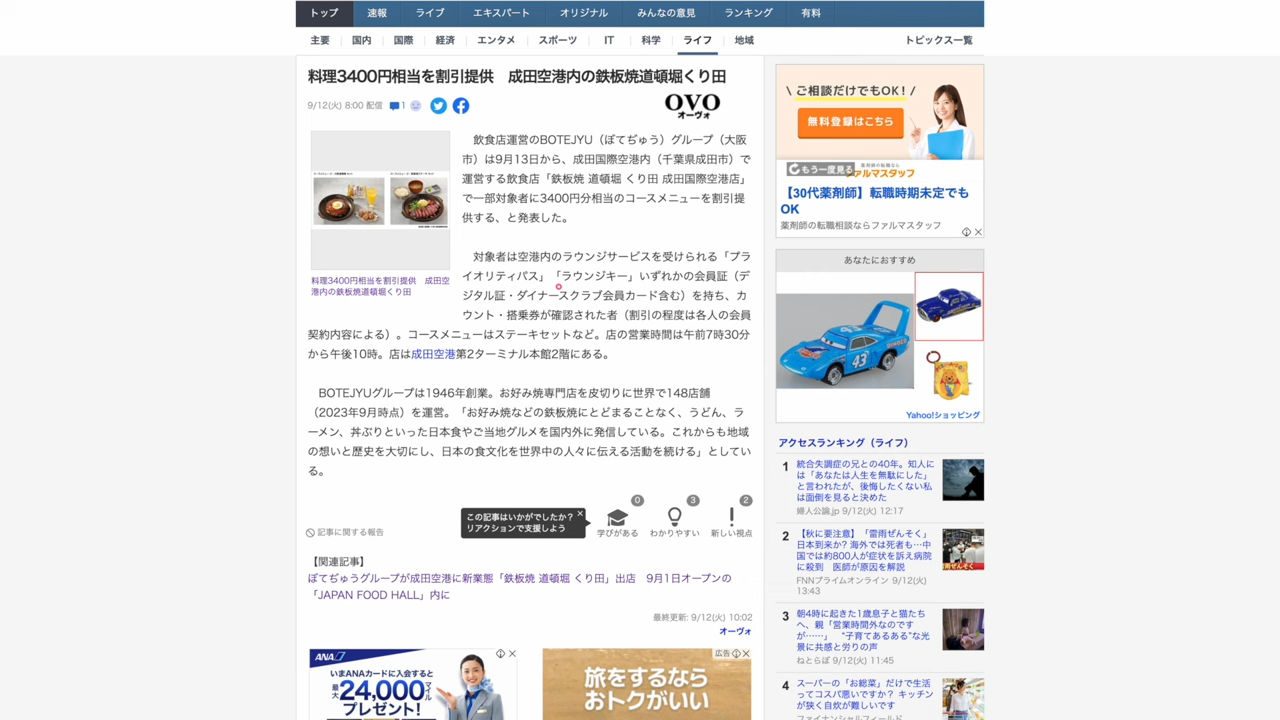 トップ 速報 ライブ エキスパート オリジナル みんなの意見 ランキング 有料
主要 国内 国際 経済 エンタメ スポーツ IT 科学 ライフ 地域 トピックス一覧
料理3400円相当を割引提供　成田空港内の鉄板焼道頓堀くり田
9/12(火) 8:00 配信 1
OVO
オーヴォ
料理3400円相当を割引提供　成田空
港内の鉄板焼道頓堀くり田
飲食店運営のBOTEJYU（ぼてぢゅう）グループ（大阪
市）は9月13日から、成田国際空港内（千葉県成田市）で
運営する飲食店「鉄板焼 道頓堀 くり田 成田国際空港店」
で一部対象者に3400円分相当のコースメニューを割引提
供する、と発表した。
対象者は空港内のラウンジサービスを受けられる「プラ
イオリティパス」「ラウンジキー」いずれかの会員証（デ
ジタル証・ダイナースクラブ会員カード含む）を持ち、カ
ウント・搭乗券が確認された者（割引の程度は各人の会員
契約内容による）。コースメニューはステーキセットなど。店の営業時間は午前7時30分
から午後10時。店は成田空港第2ターミナル本館2階にある。
BOTEJYUグループは1946年創業。お好み焼専門店を皮切りに世界で148店舗
（2023年9月時点）を運営。「お好み焼などの鉄板焼にとどまることなく、うどん、ラ
ーメン、丼ぶりといった日本食やご当地グルメを国内外に発信している。これからも地域
の想いと歴史を大切にし、日本の食文化を世界中の人々に伝える活動を続ける」としてい
る。
この記事はいかがでしたか？
リアクションで支援しよう
0 3 2
記事に関する報告 学びがある わかりやすい 新しい視点
【関連記事】
ぼてぢゅうグループが成田空港に新業態「鉄板焼 道頓堀 くり田」出店　9月1日オープンの
「JAPAN FOOD HALL」内に
最終更新: 9/12(火) 10:02
オーヴォ
ANA
いまANAカードに入会すると
最大24,000マイル
プレゼント!
広告
旅をするなら
おトクがいい
\ ご相談だけでもOK！ /
無料登録はこちら
もう一度見る
薬剤師の転職なら
ファルマスタッフ
【30代薬剤師】転職時期未定でも
OK
薬剤師の転職相談ならファルマスタッフ
あなたにおすすめ
43
Yahoo!ショッピング
アクセスランキング（ライフ）
1 統合失調症の兄との40年。知人に
は「あなたは人生を無駄にした」
と言われたが、後悔したくない私
は面倒を見ると決めた
婦人公論.jp 9/12(火) 12:17
2 【秋に要注意】「雷雨ぜんそく」
日本到来か? 海外では死者も…中
国では約800人が症状を訴え病院
に殺到　医師が原因を解説
FNNプライムオンライン 9/12(火)
13:43
3 朝4時に起きた1歳息子と猫たち
へ、親「営業時間外なのです
が……」　“子育てあるある”な光
景に共感と労りの声
ねとらぼ 9/12(火) 11:45
4 スーパーの「お総菜」だけで生活
ってコスパ悪いですか？ キッチン
が狭く自炊が難しいです
ファイナンシャルフィールド